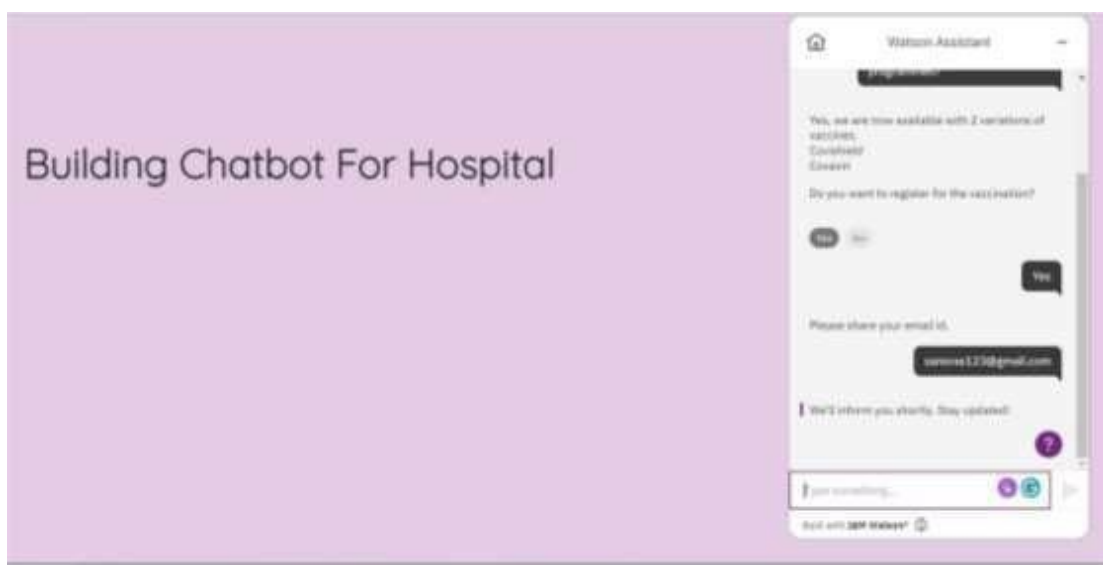 Watson Assistant
Building Chatbot For Hospital
Yes, we are now available with 2 variations of
vaccines.
Covishield
Covaxin
Do you want to register for the vaccination?
Yes
No
Yes
Please share your email id.
We'll inform you shortly. Stay updated!
?
Type something...
Built with IBM Watson®